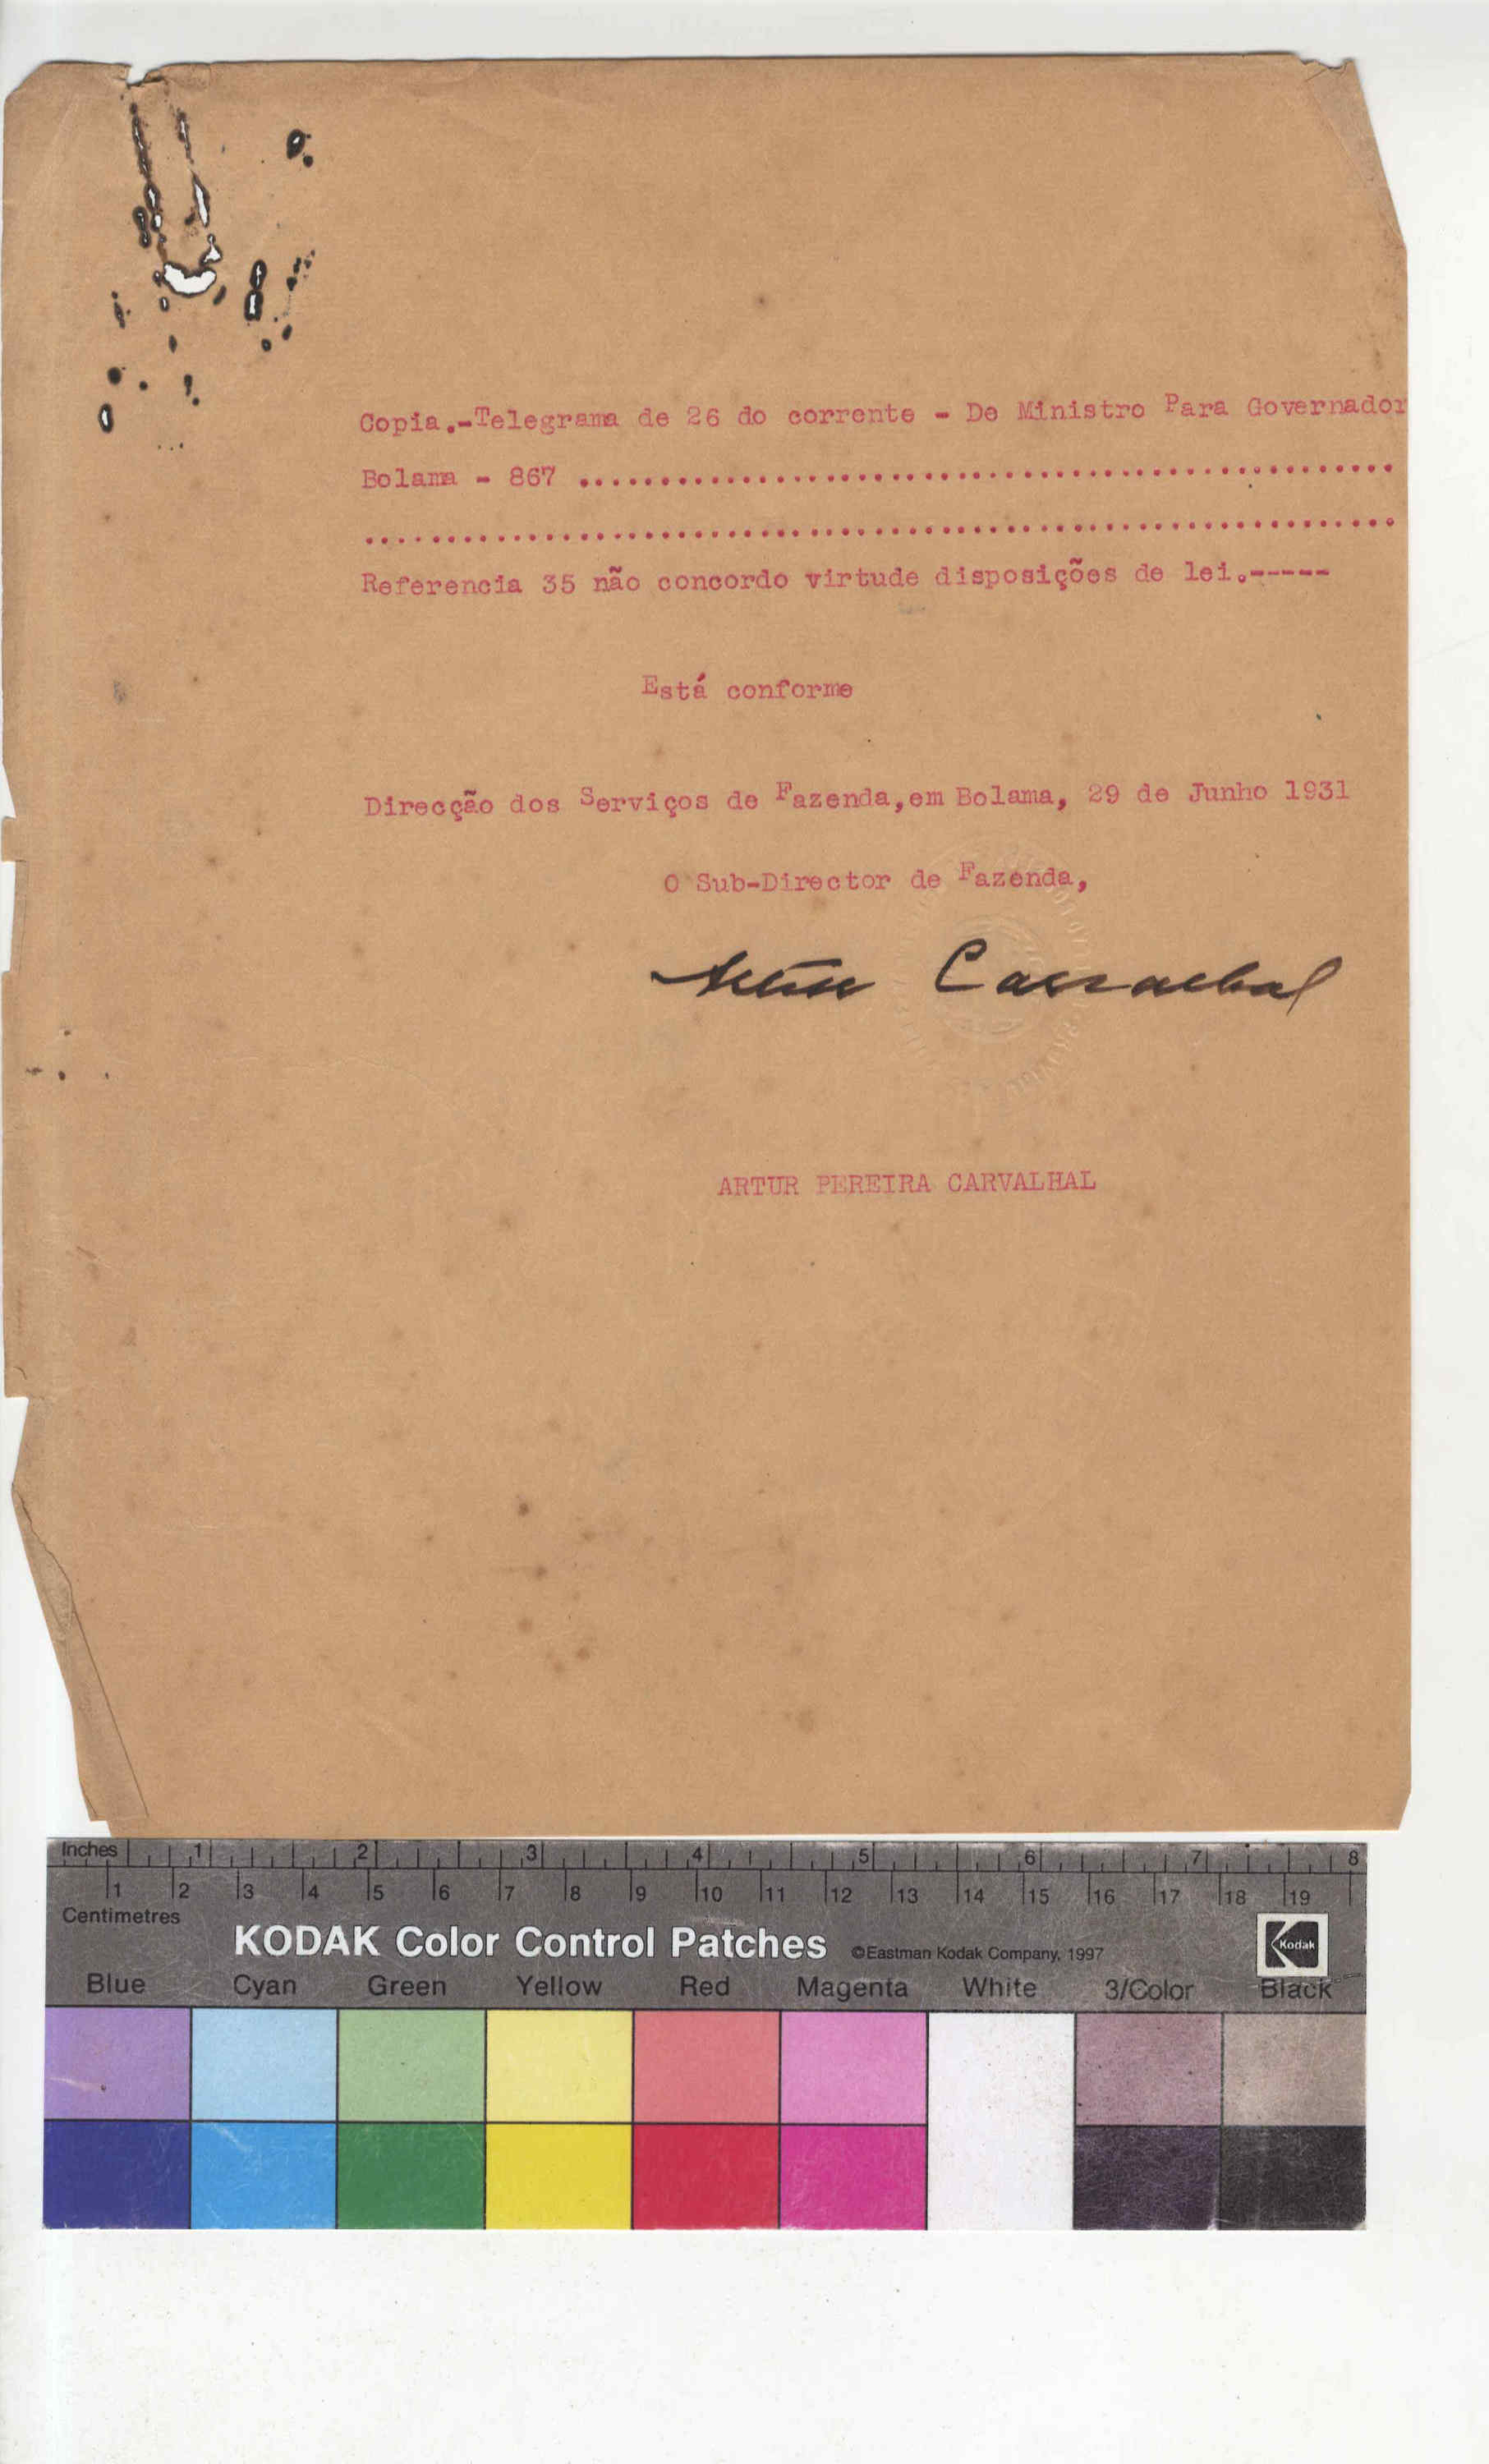 Copia.-Telegrama de 26 do corrente - De Ministro Para Governador
Bolama - 867 ..............................................................
..............................................................................
Referencia 35 não concordo virtude disposições de lei.-----
Está conforme
Direcção dos Serviços de Fazenda,em Bolama, 29 de Junho 1931
O Sub-Director de Fazenda,
Artur Carvalhal
ARTUR PEREIRA CARVALHAL
Inches 1 2 3 4 5 6 7 8
1 2 3 4 5 6 7 8 9 10 11 12 13 14 15 16 17 18 19
Centimetres
KODAK Color Control Patches ©Eastman Kodak Company, 1997 Kodak
Blue Cyan Green Yellow Red Magenta White 3/Color Black